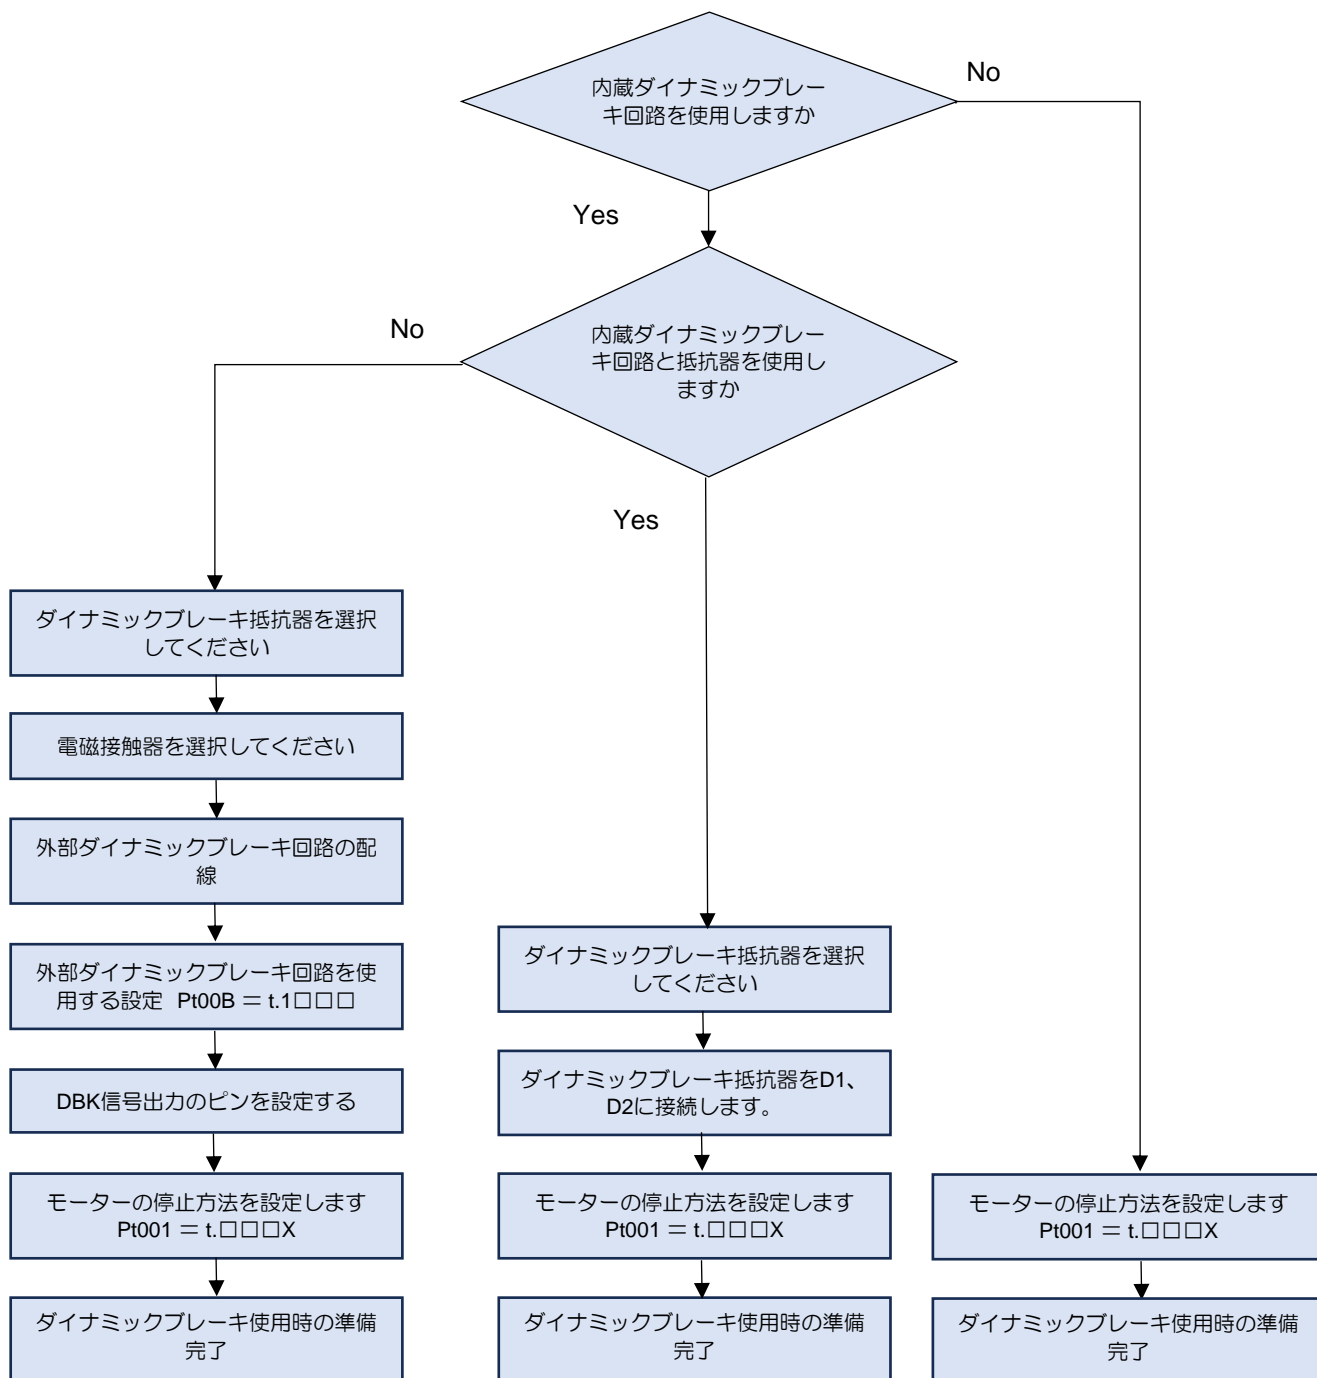 内蔵ダイナミックブレー
キ回路を使用しますか
No
Yes
内蔵ダイナミックブレー
キ回路と抵抗器を使用し
ますか
No
Yes
ダイナミックブレーキ抵抗器を選択
してください
電磁接触器を選択してください
外部ダイナミックブレーキ回路の配
線
外部ダイナミックブレーキ回路を使
用する設定 Pt00B = t.1□□□
DBK信号出力のピンを設定する
モーターの停止方法を設定します
Pt001 = t.□□□X
ダイナミックブレーキ使用時の準備
完了
ダイナミックブレーキ抵抗器を選択
してください
ダイナミックブレーキ抵抗器をD1、
D2に接続します。
モーターの停止方法を設定します
Pt001 = t.□□□X
ダイナミックブレーキ使用時の準備
完了
モーターの停止方法を設定します
Pt001 = t.□□□X
ダイナミックブレーキ使用時の準備
完了